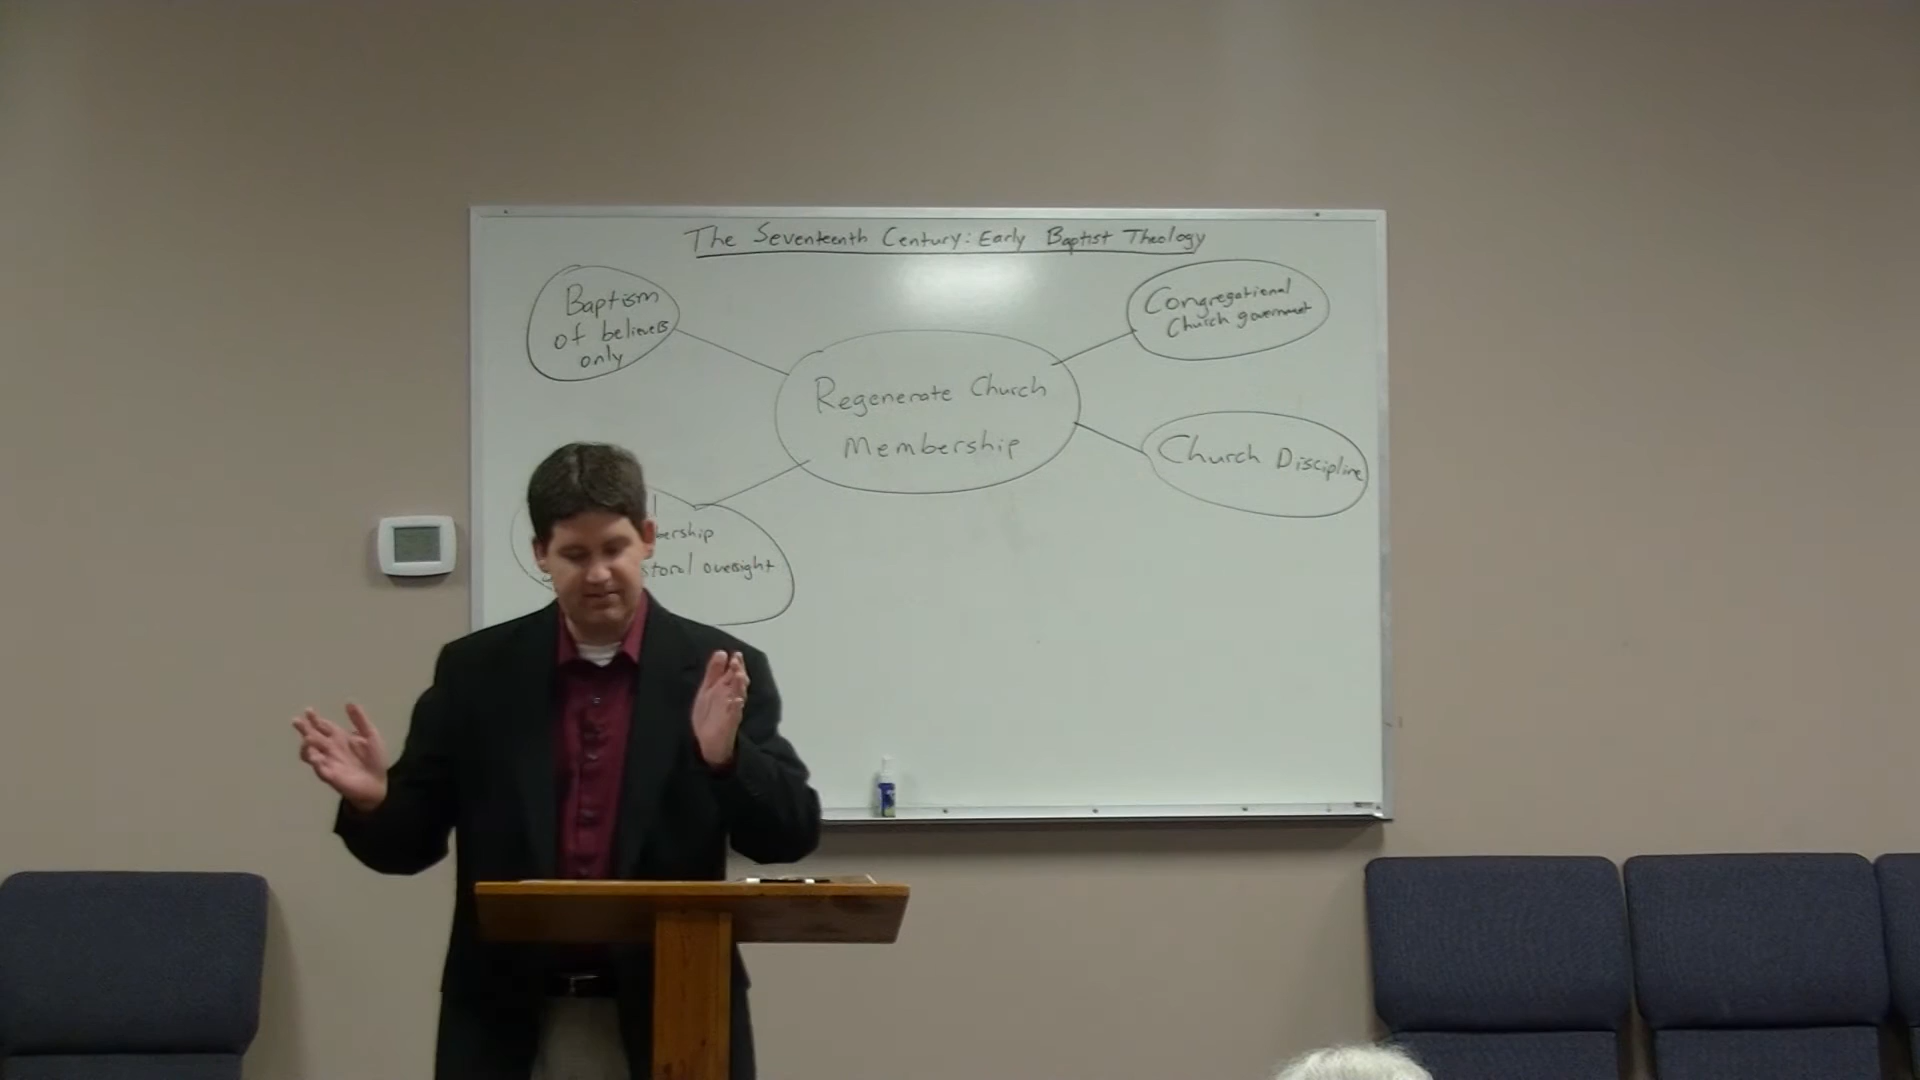 The Seventeenth Century: Early Baptist Theology
Baptism
of believers
only
Congregational
Church government
Regenerate Church
Membership
Church Discipline
bership
storal oversight